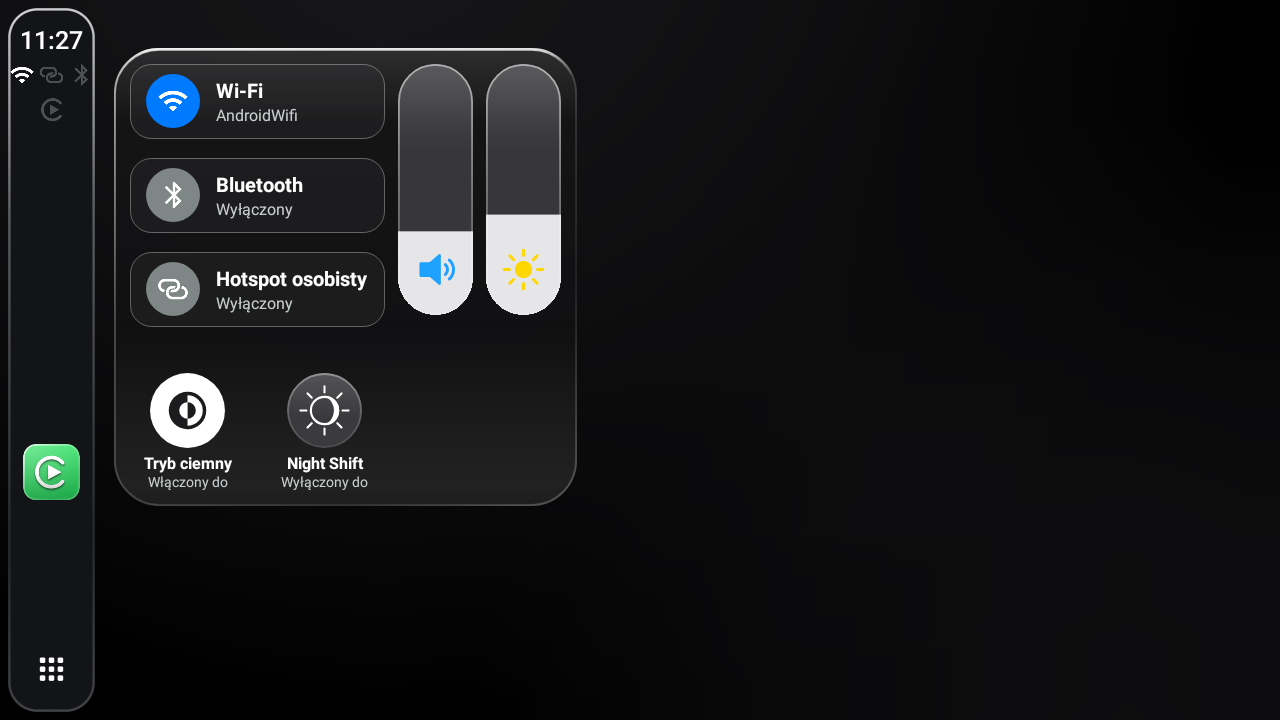 11:27
Wi-Fi
AndroidWifi
Bluetooth
Wyłączony
Hotspot osobisty
Wyłączony
Tryb ciemny
Włączony do
Night Shift
Wyłączony do